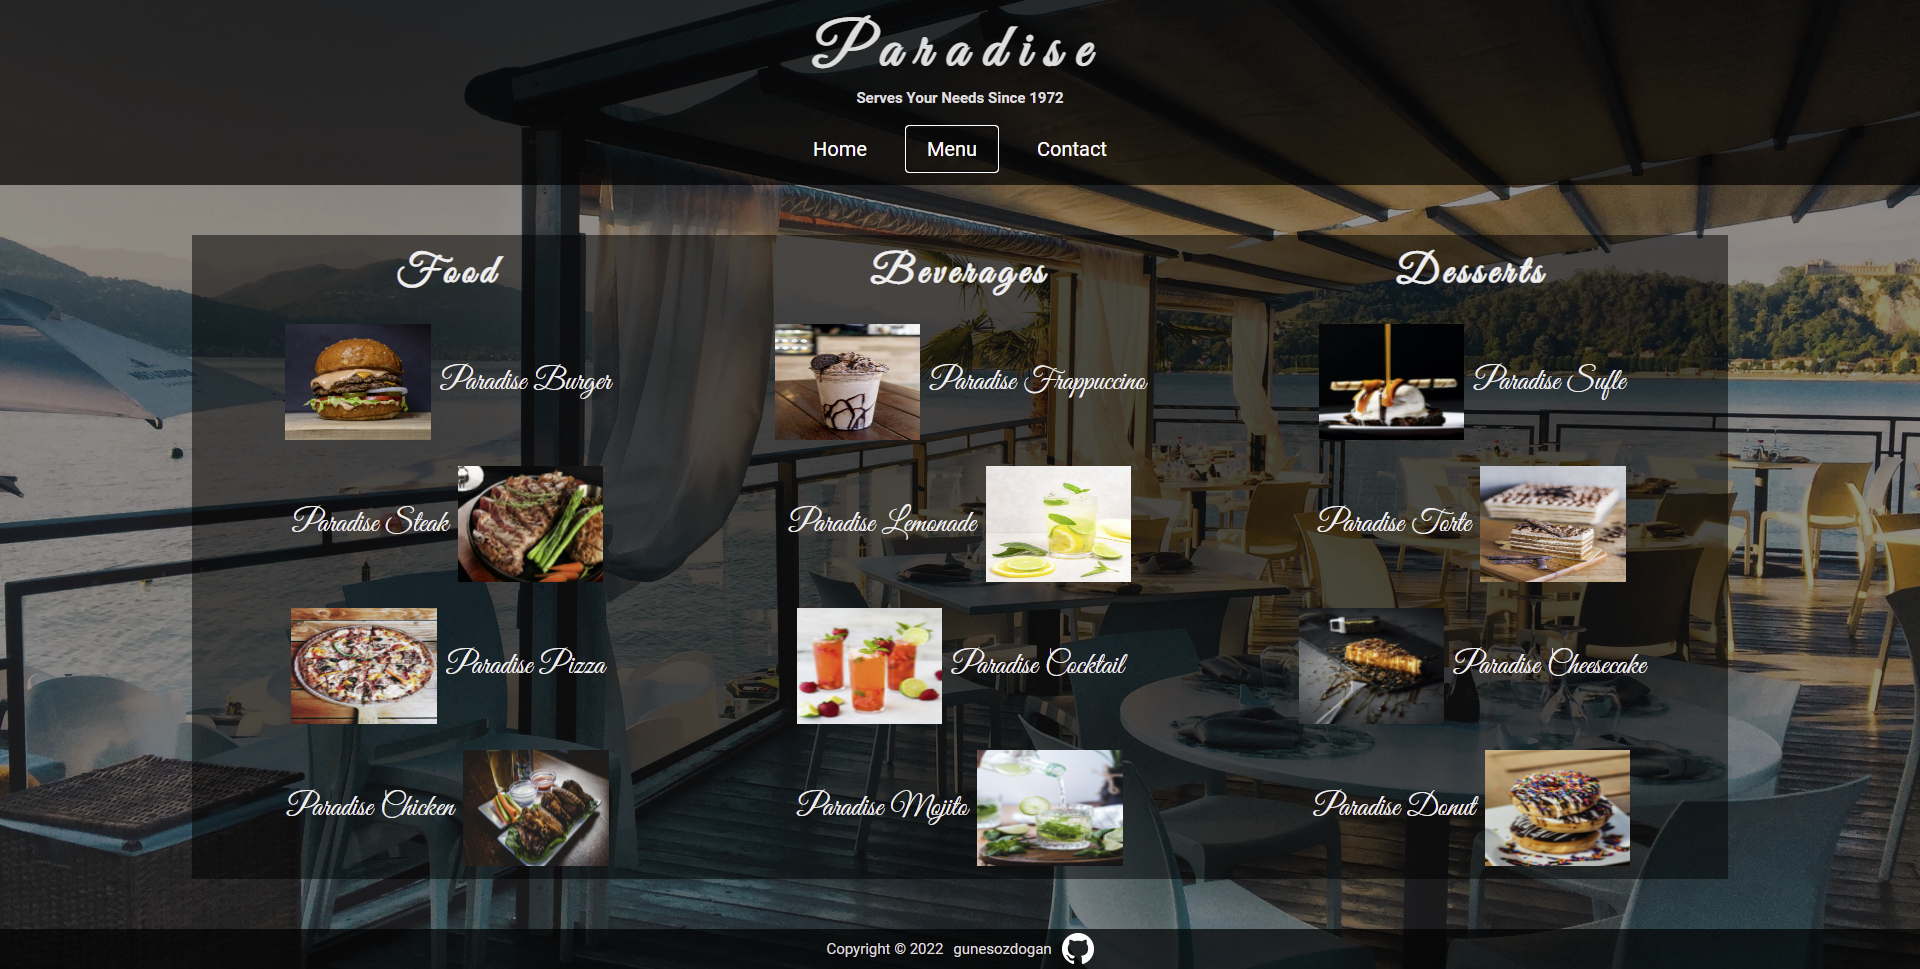 Paradise
Serves Your Needs Since 1972
Home Menu Contact
Food Beverages Desserts
Paradise Burger Paradise Frappuccino Paradise Sufle
Paradise Steak Paradise Lemonade Paradise Torte
Paradise Pizza Paradise Cocktail Paradise Cheesecake
Paradise Chicken Paradise Mojito Paradise Donut
Copyright © 2022 gunesozdogan